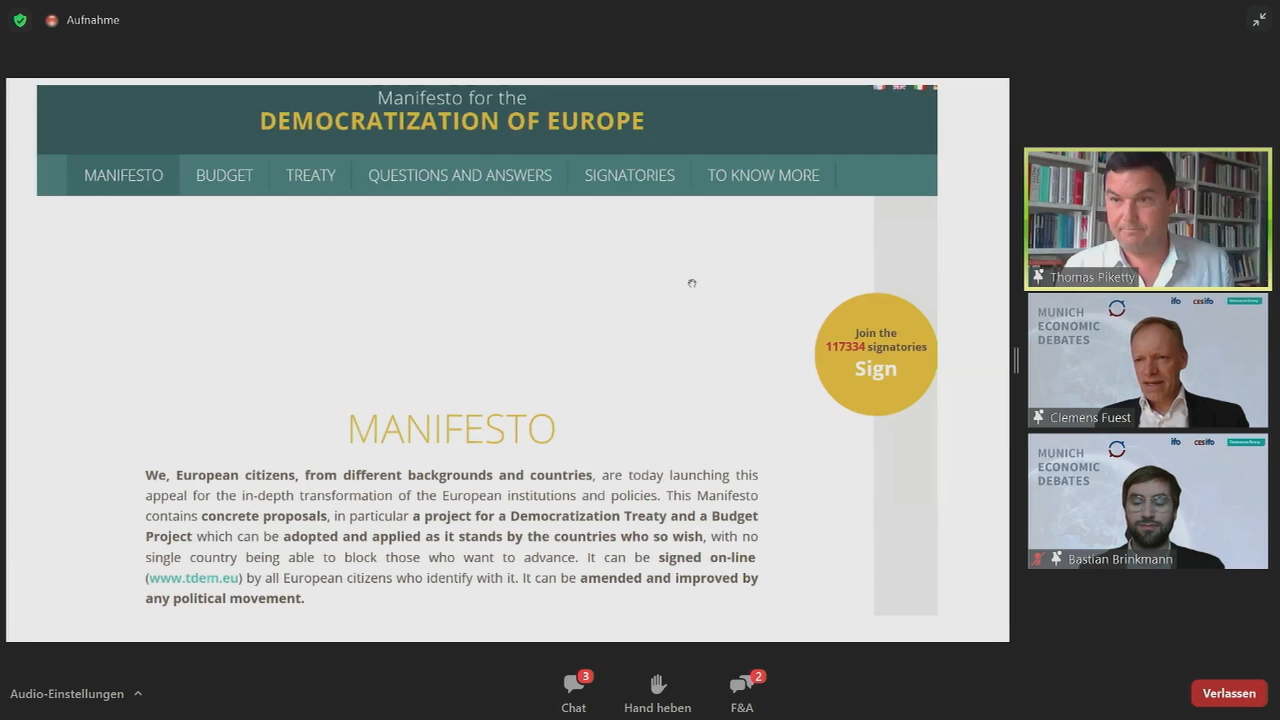 Aufnahme
Manifesto for the
DEMOCRATIZATION OF EUROPE
MANIFESTO
BUDGET
TREATY
QUESTIONS AND ANSWERS
SIGNATORIES
TO KNOW MORE
Join the
117334 signatories
Sign
MANIFESTO
We, European citizens, from different backgrounds and countries, are today launching this
appeal for the in-depth transformation of the European institutions and policies. This Manifesto
contains concrete proposals, in particular a project for a Democratization Treaty and a Budget
Project which can be adopted and applied as it stands by the countries who so wish, with no
single country being able to block those who want to advance. It can be signed on-line
(www.tdem.eu) by all European citizens who identify with it. It can be amended and improved by
any political movement.
Thomas Piketty
MUNICH
ECONOMIC
DEBATES
ifo
CESifo
Clemens Fuest
MUNICH
ECONOMIC
DEBATES
ifo
CESifo
Bastian Brinkmann
Audio-Einstellungen
3
Chat
Hand heben
2
F&A
Verlassen